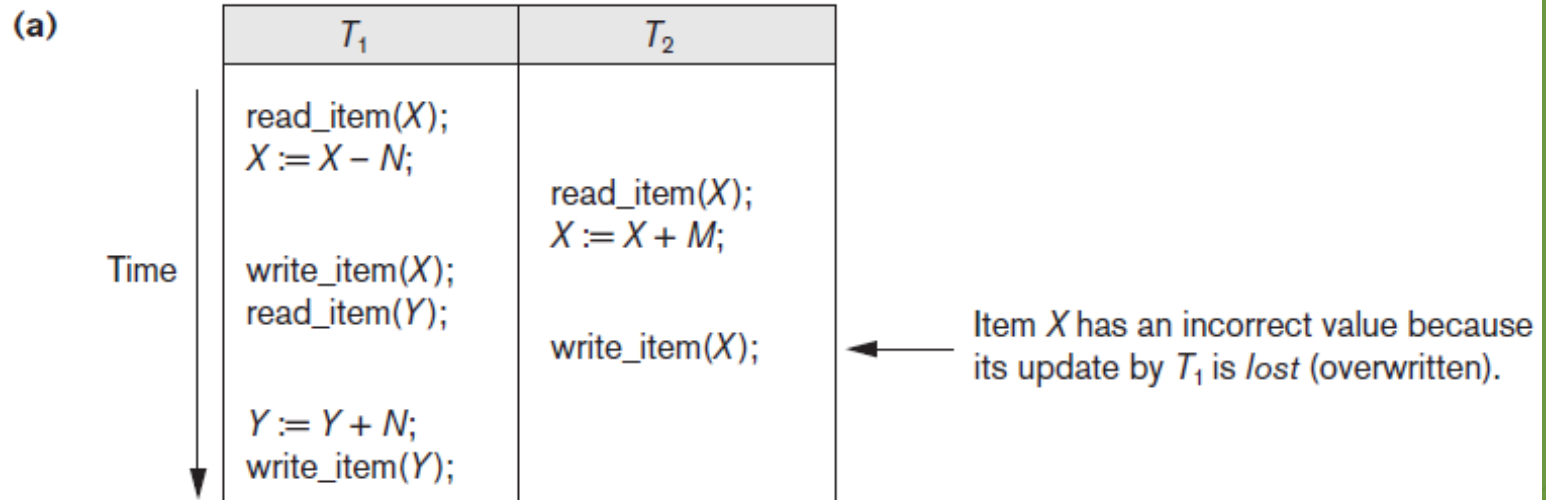 (a)
T₁ T₂
read_item(X);
X := X – N;
read_item(X);
X := X + M;
Time
write_item(X);
read_item(Y);
write_item(X);
Item X has an incorrect value because
its update by T₁ is lost (overwritten).
Y := Y + N;
write_item(Y);